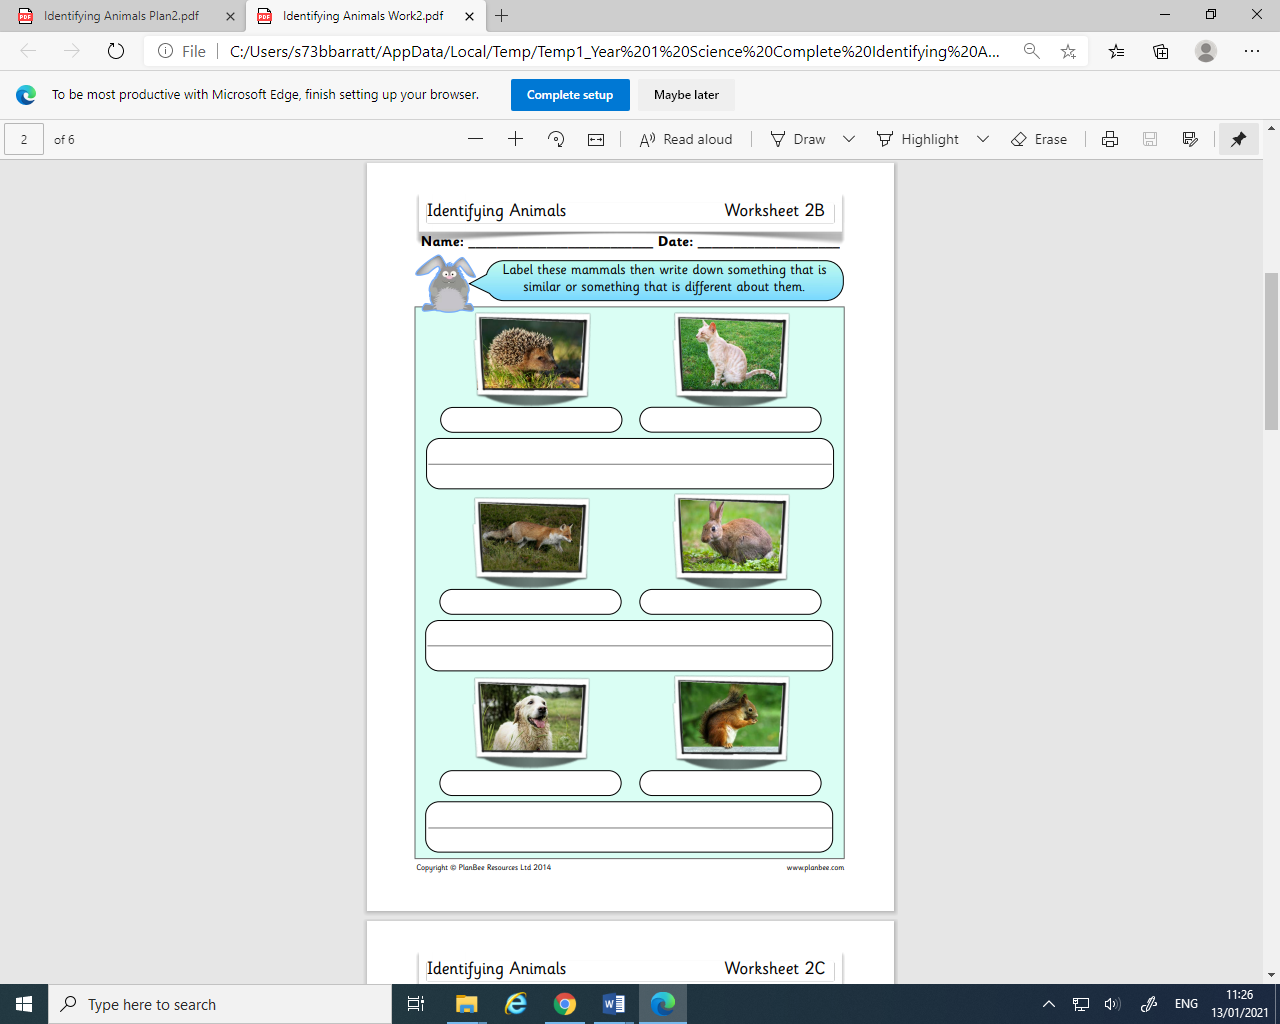 Identifying Animals Plan2.pdf
Identifying Animals Work2.pdf
File
C:/Users/s73bbarratt/AppData/Local/Temp/Temp1_Year%201%20Science%20Complete%20Identifying%20A...
To be most productive with Microsoft Edge, finish setting up your browser.
Complete setup
Maybe later
2 of 6
Read aloud
Draw
Highlight
Erase
Identifying Animals Worksheet 2B
Name: Date:
Label these mammals then write down something that is
similar or something that is different about them.
Copyright © PlanBee Resources Ltd 2014 www.planbee.com
Identifying Animals Worksheet 2C
Type here to search
ENG
11:26
13/01/2021